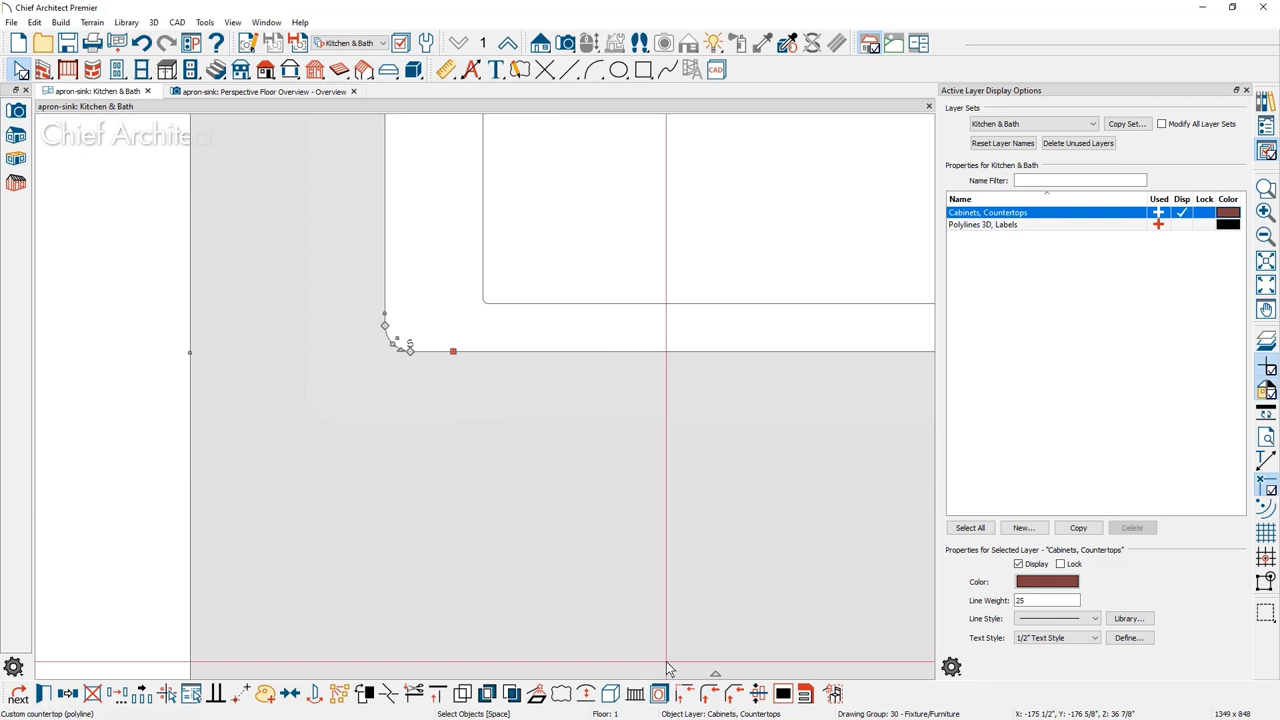 Chief Architect Premier
File Edit Build Terrain Library 3D CAD Tools View Window Help
Kitchen & Bath 1
CAD
apron-sink: Kitchen & Bath apron-sink: Perspective Floor Overview - Overview
apron-sink: Kitchen & Bath
Chief Architect
S
Active Layer Display Options
Layer Sets
Kitchen & Bath Copy Set... Modify All Layer Sets
Reset Layer Names Delete Unused Layers
Properties for Kitchen & Bath
Name Filter:
Name Used Disp Lock Color
Cabinets, Countertops
Polylines 3D, Labels
Select All New... Copy Delete
Properties for Selected Layer - "Cabinets, Countertops"
Display Lock
Color:
Line Weight: 25
Line Style: Library...
Text Style: 1/2" Text Style Define...
next
Custom countertop (polyline) Select Objects [Space] Floor: 1 Object Layer: Cabinets, Countertops Drawing Group: 30 - Fixture/Furniture X: -175 1/2", Y: -176 5/8", Z: 36 7/8" 1349 x 848